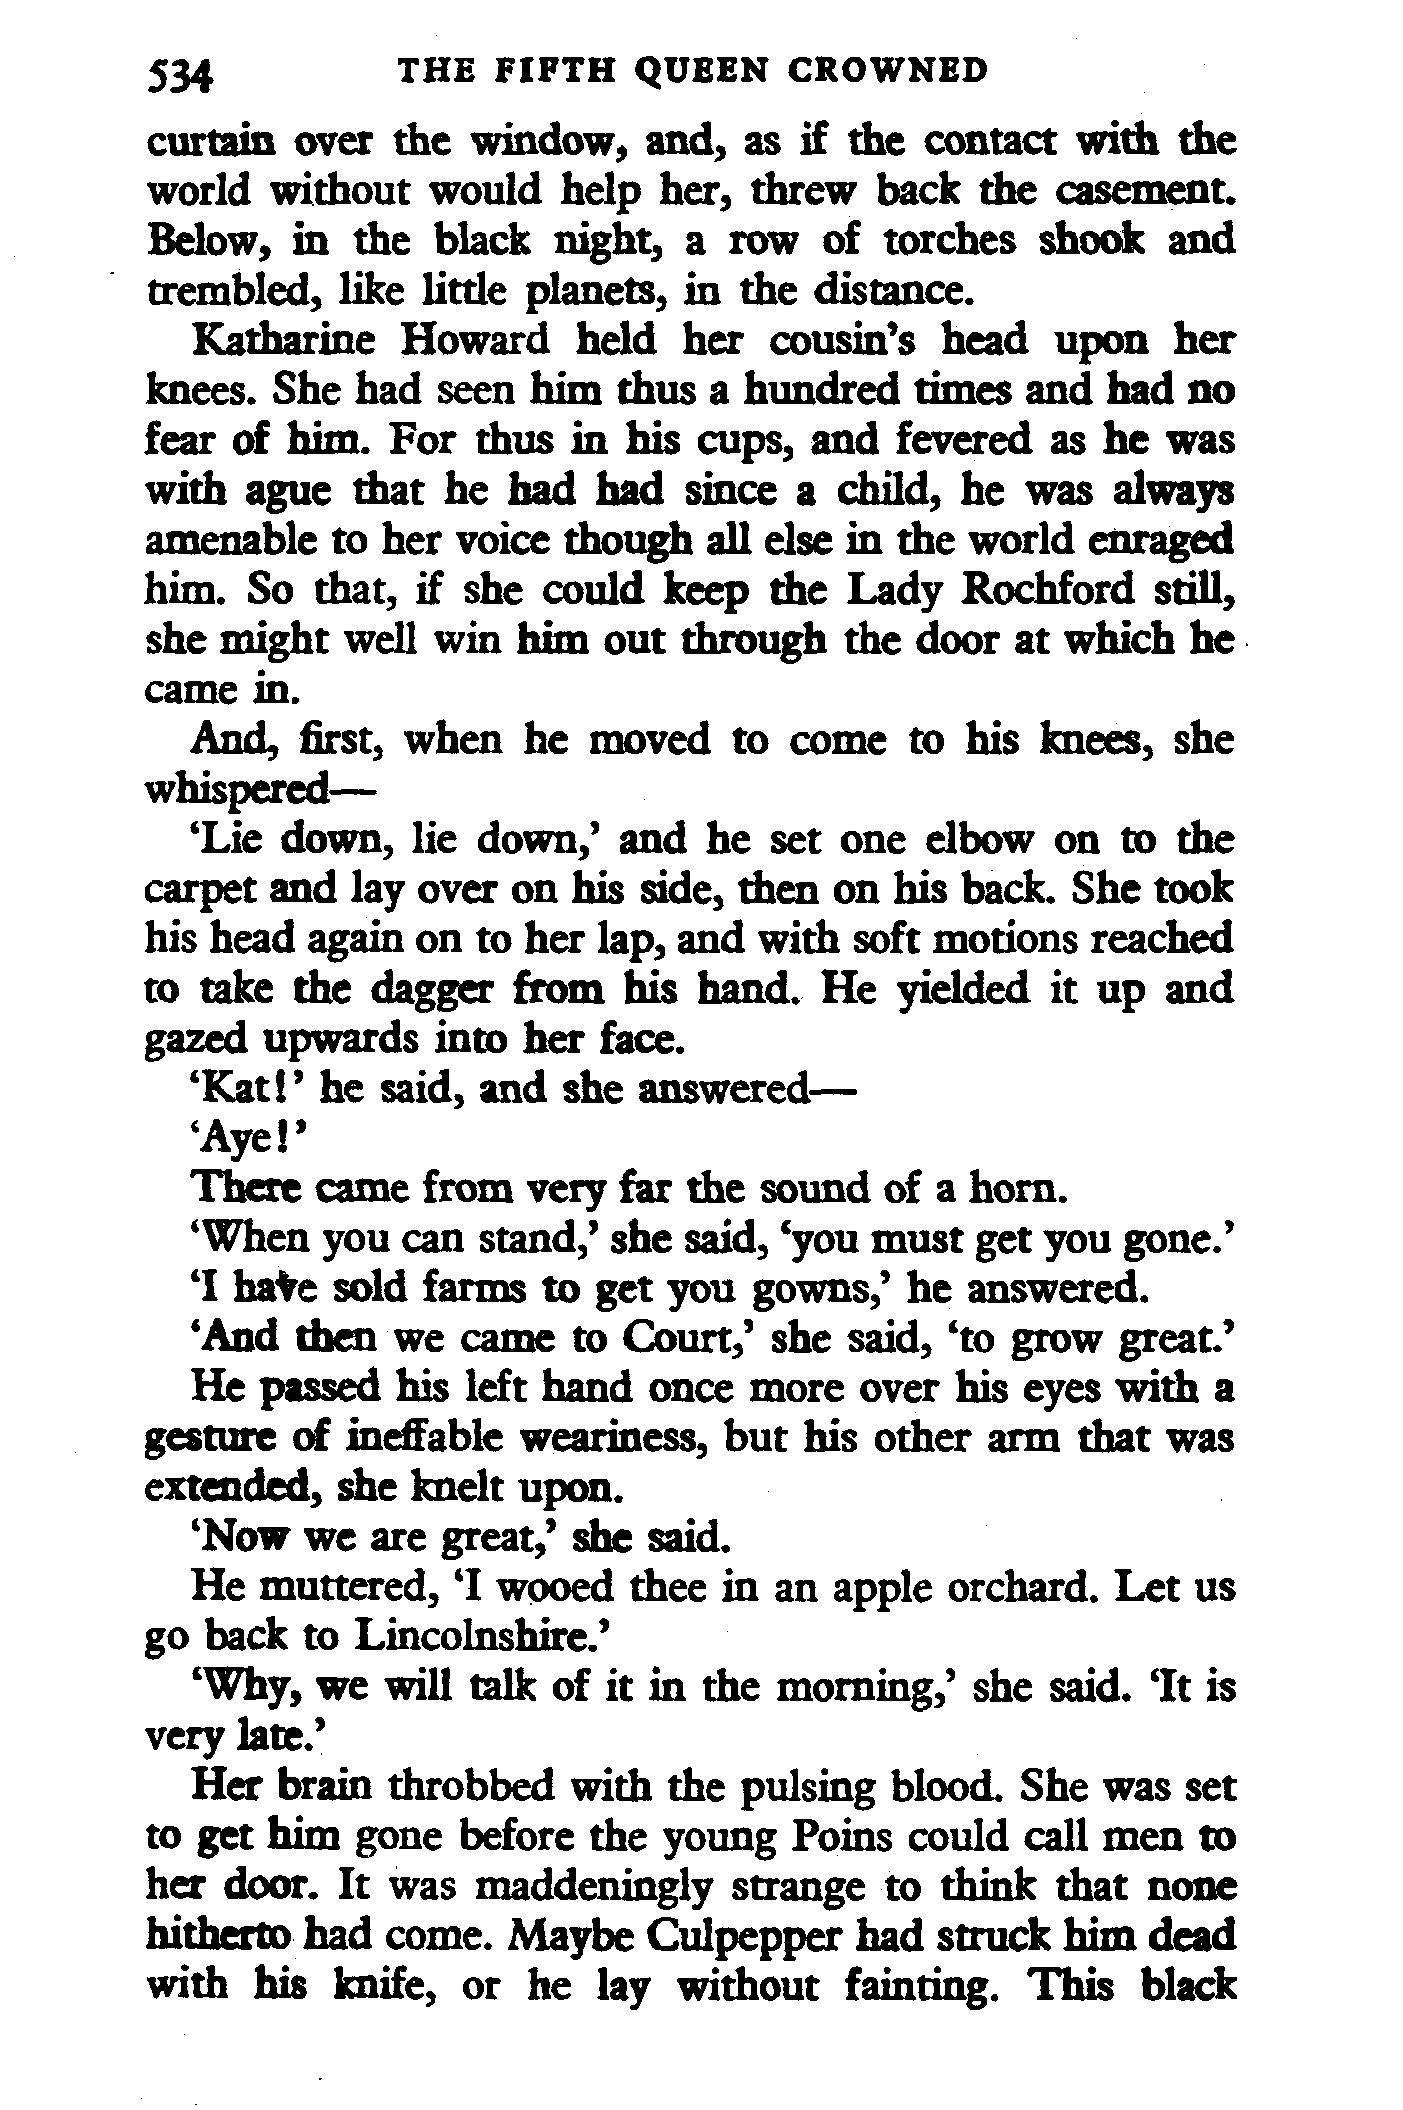 534 THE FIFTH QUEEN CROWNED
curtain over the window, and, as if the contact with the
world without would help her, threw back the casement.
Below, in the black night, a row of torches shook and
trembled, like little planets, in the distance.
Katharine Howard held her cousin's head upon her
knees. She had seen him thus a hundred times and had no
fear of him. For thus in his cups, and fevered as he was
with ague that he had had since a child, he was always
amenable to her voice though all else in the world enraged
him. So that, if she could keep the Lady Rochford still,
she might well win him out through the door at which he
came in.
And, first, when he moved to come to his knees, she
whispered—
‘Lie down, lie down,’ and he set one elbow on to the
carpet and lay over on his side, then on his back. She took
his head again on to her lap, and with soft motions reached
to take the dagger from his hand. He yielded it up and
gazed upwards into her face.
‘Kat!’ he said, and she answered—
‘Aye!’
There came from very far the sound of a horn.
‘When you can stand,’ she said, ‘you must get you gone.’
‘I have sold farms to get you gowns,’ he answered.
‘And then we came to Court,’ she said, ‘to grow great.’
He passed his left hand once more over his eyes with a
gesture of ineffable weariness, but his other arm that was
extended, she knelt upon.
‘Now we are great,’ she said.
He muttered, ‘I wooed thee in an apple orchard. Let us
go back to Lincolnshire.’
‘Why, we will talk of it in the morning,’ she said. ‘It is
very late.’
Her brain throbbed with the pulsing blood. She was set
to get him gone before the young Poins could call men to
her door. It was maddeningly strange to think that none
hitherto had come. Maybe Culpepper had struck him dead
with his knife, or he lay without fainting. This black